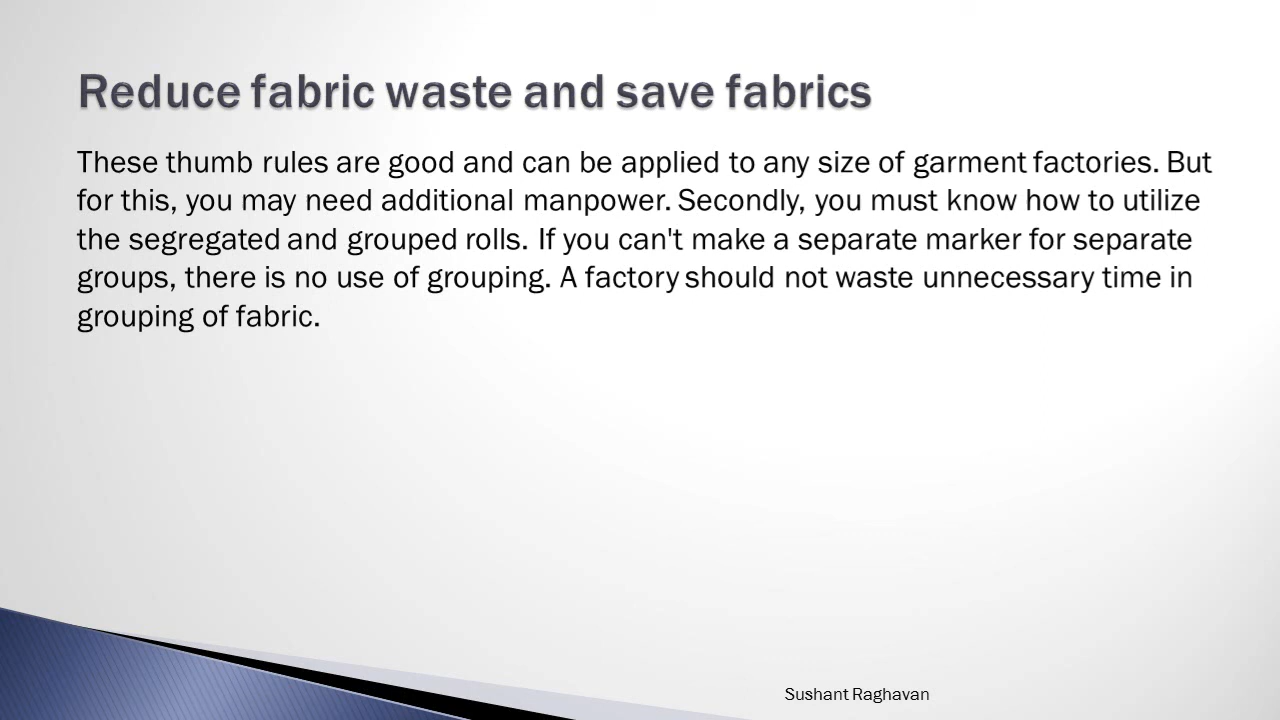 Reduce fabric waste and save fabrics
These thumb rules are good and can be applied to any size of garment factories. But
for this, you may need additional manpower. Secondly, you must know how to utilize
the segregated and grouped rolls. If you can't make a separate marker for separate
groups, there is no use of grouping. A factory should not waste unnecessary time in
grouping of fabric.
Sushant Raghavan